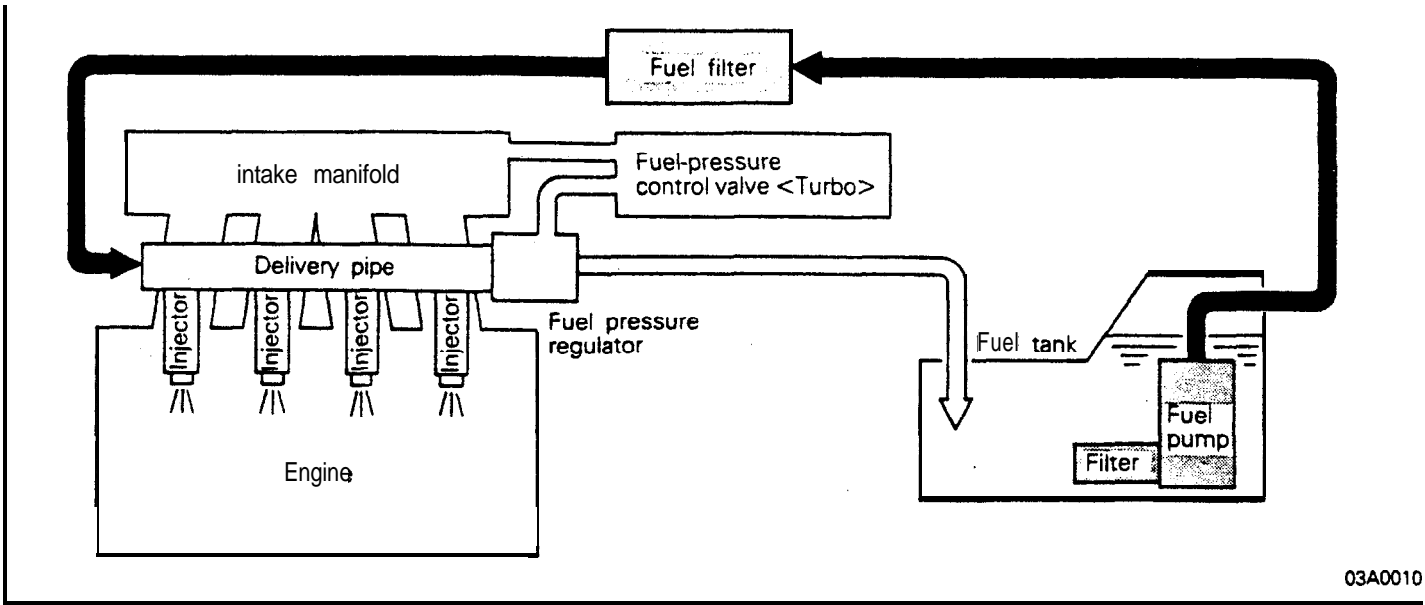 Fuel filter
intake manifold
Fuel-pressure
control valve <Turbo>
Delivery pipe
Injector
Injector
Injector
Injector
Fuel pressure
regulator
Fuel tank
Fuel
pump
Filter
Engine
03A0010